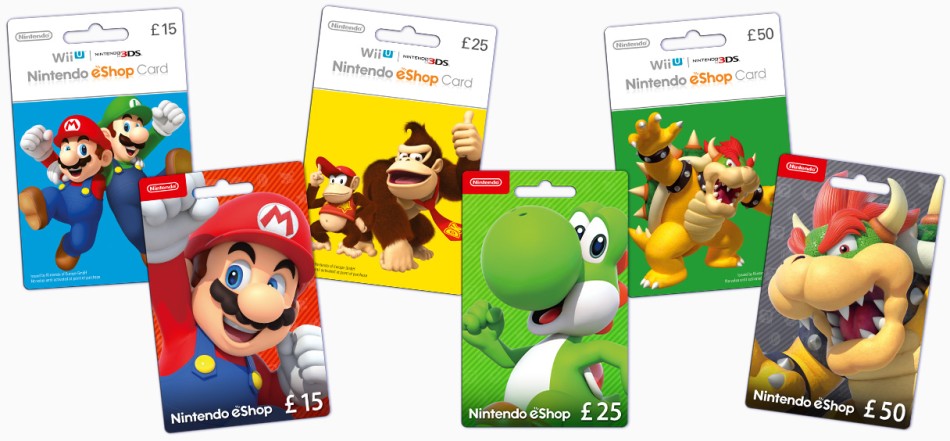 Nintendo
£15
Wii U | NINTENDO 3DS
Nintendo eShop Card
Nintendo
£25
Wii U | NINTENDO 3DS
Nintendo eShop Card
Nintendo
£50
Wii U | NINTENDO 3DS
Nintendo eShop Card
Nintendo
M
Nintendo eShop £15
Nintendo
Nintendo eShop £25
Nintendo
Nintendo eShop £50
M